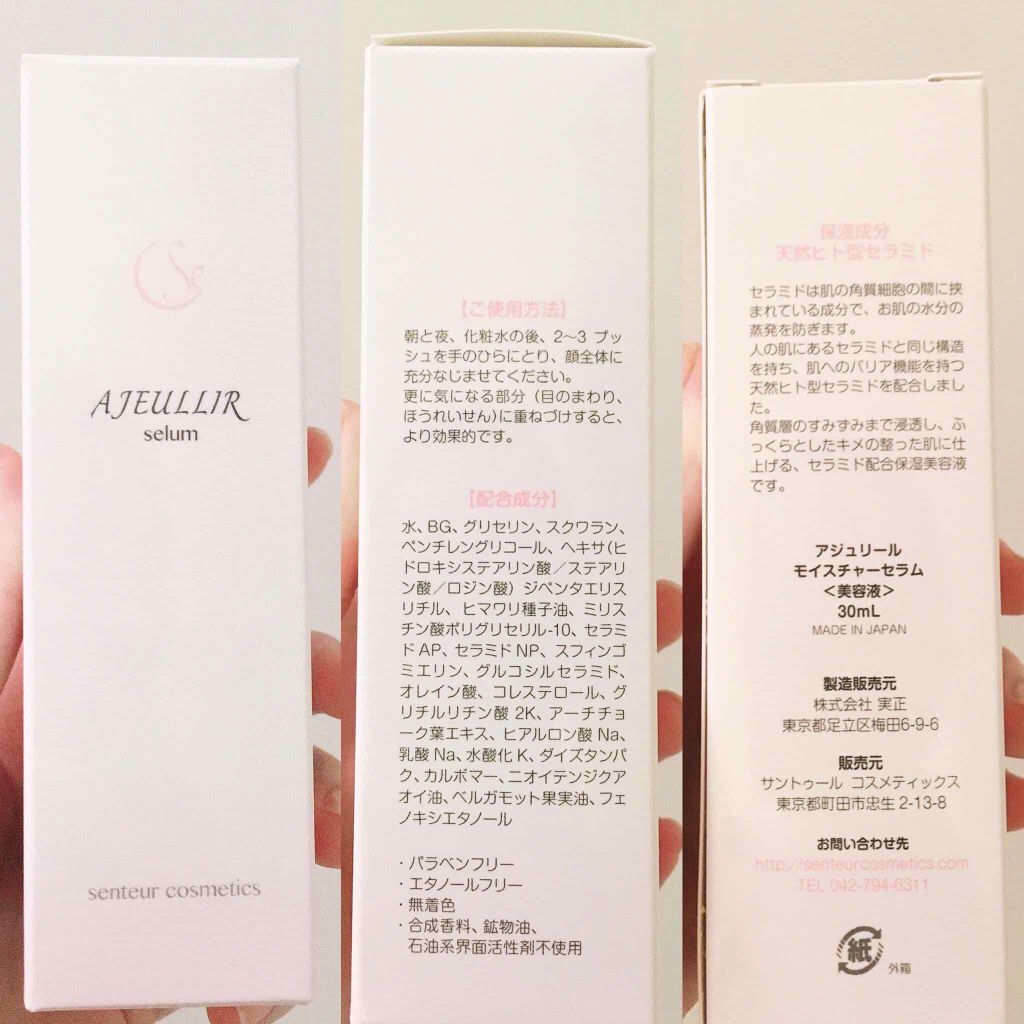 Se
AJEULLIR
selum
senteur cosmetics
【ご使用方法】
朝と夜、化粧水の後、2〜3 プッ
シュを手のひらにとり、顔全体に
充分なじませてください。
更に気になる部分（目のまわり、
ほうれいせん）に重ねづけすると、
より効果的です。
【配合成分】
水、BG、グリセリン、スクワラン、
ペンチレングリコール、ヘキサ（ヒ
ドロキシステアリン酸／ステアリ
ン酸／ロジン酸）ジペンタエリス
リチル、ヒマワリ種子油、ミリス
チン酸ポリグリセリル-10、セラミ
ドAP、セラミドNP、スフィンゴ
ミエリン、グルコシルセラミド、
オレイン酸、コレステロール、グ
リチルリチン酸 2K、アーチチョ
ーク葉エキス、ヒアルロン酸 Na、
乳酸 Na、水酸化 K、ダイズタンパ
ク、カルボマー、ニオイテンジクア
オイ油、ベルガモット果実油、フェ
ノキシエタノール
・パラベンフリー
・エタノールフリー
・無着色
・合成香料、鉱物油、
石油系界面活性剤不使用
保湿成分
天然ヒト型セラミド
セラミドは肌の角質細胞の間に挟
まれている成分で、お肌の水分の
蒸発を防ぎます。
人の肌にあるセラミドと同じ構造
を持ち、肌へのバリア機能を持つ
天然ヒト型セラミドを配合しまし
た。
角質層のすみずみまで浸透し、ふ
っくらとしたキメの整った肌に仕
上げる、セラミド配合保湿美容液
です。
アジュリール
モイスチャーセラム
＜美容液＞
30mL
MADE IN JAPAN
製造販売元
株式会社 実正
東京都足立区梅田6-9-6
販売元
サントゥール コスメティックス
東京都町田市忠生 2-13-8
お問い合わせ先
http://senteurcosmetics.com
TEL 042-794-6311
紙
外箱